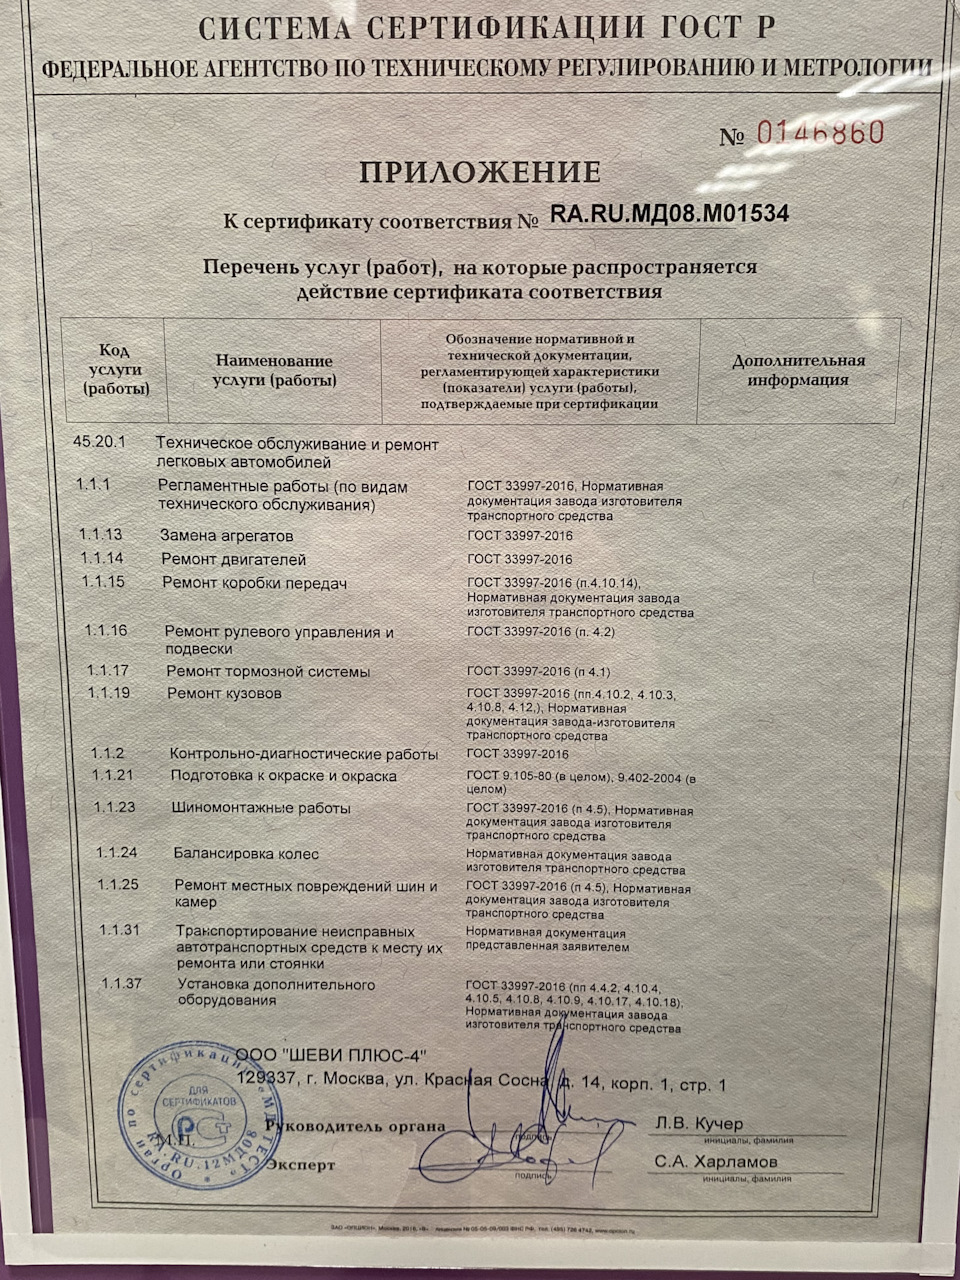 СИСТЕМА СЕРТИФИКАЦИИ ГОСТ Р
ФЕДЕРАЛЬНОЕ АГЕНТСТВО ПО ТЕХНИЧЕСКОМУ РЕГУЛИРОВАНИЮ И МЕТРОЛОГИИ
№ 0146860
ПРИЛОЖЕНИЕ
К сертификату соответствия № RA.RU.МД08.М01534
Перечень услуг (работ), на которые распространяется
действие сертификата соответствия
Код
услуги
(работы)
Наименование
услуги (работы)
Обозначение нормативной и
технической документации,
регламентирующей характеристики
(показатели) услуги (работы),
подтверждаемые при сертификации
Дополнительная
информация
45.20.1 Техническое обслуживание и ремонт
легковых автомобилей
1.1.1 Регламентные работы (по видам
технического обслуживания)
ГОСТ 33997-2016, Нормативная
документация завода изготовителя
транспортного средства
1.1.13 Замена агрегатов ГОСТ 33997-2016
1.1.14 Ремонт двигателей ГОСТ 33997-2016
1.1.15 Ремонт коробки передач ГОСТ 33997-2016 (п.4.10.14),
Нормативная документация завода
изготовителя транспортного средства
1.1.16 Ремонт рулевого управления и
подвески
ГОСТ 33997-2016 (п. 4.2)
1.1.17 Ремонт тормозной системы ГОСТ 33997-2016 (п 4.1)
1.1.19 Ремонт кузовов ГОСТ 33997-2016 (пп.4.10.2, 4.10.3,
4.10.8, 4.12,), Нормативная
документация завода-изготовителя
транспортного средства
1.1.2 Контрольно-диагностические работы ГОСТ 33997-2016
1.1.21 Подготовка к окраске и окраска ГОСТ 9.105-80 (в целом), 9.402-2004 (в
целом)
1.1.23 Шиномонтажные работы ГОСТ 33997-2016 (п 4.5), Нормативная
документация завода изготовителя
транспортного средства
1.1.24 Балансировка колес Нормативная документация завода
изготовителя транспортного средства
1.1.25 Ремонт местных повреждений шин и
камер
ГОСТ 33997-2016 (п 4.5), Нормативная
документация завода изготовителя
транспортного средства
1.1.31 Транспортирование неисправных
автотранспортных средств к месту их
ремонта или стоянки
Нормативная документация
представленная заявителем
1.1.37 Установка дополнительного
оборудования
ГОСТ 33997-2016 (пп 4.4.2, 4.10.4,
4.10.5, 4.10.8, 4.10.9, 4.10.17, 4.10.18),
Нормативная документация завода
изготовителя транспортного средства
ООО "ШЕВИ ПЛЮС-4"
129337, г. Москва, ул. Красная Сосна, д. 14, корп. 1, стр. 1
Орган по сертификации «МД ТЕСТ»
ДЛЯ
СЕРТИФИКАТОВ
RA.RU.12МД08
М.П.
Руководитель органа
подпись
Л.В. Кучер
инициалы, фамилия
Эксперт
подпись
С.А. Харламов
инициалы, фамилия